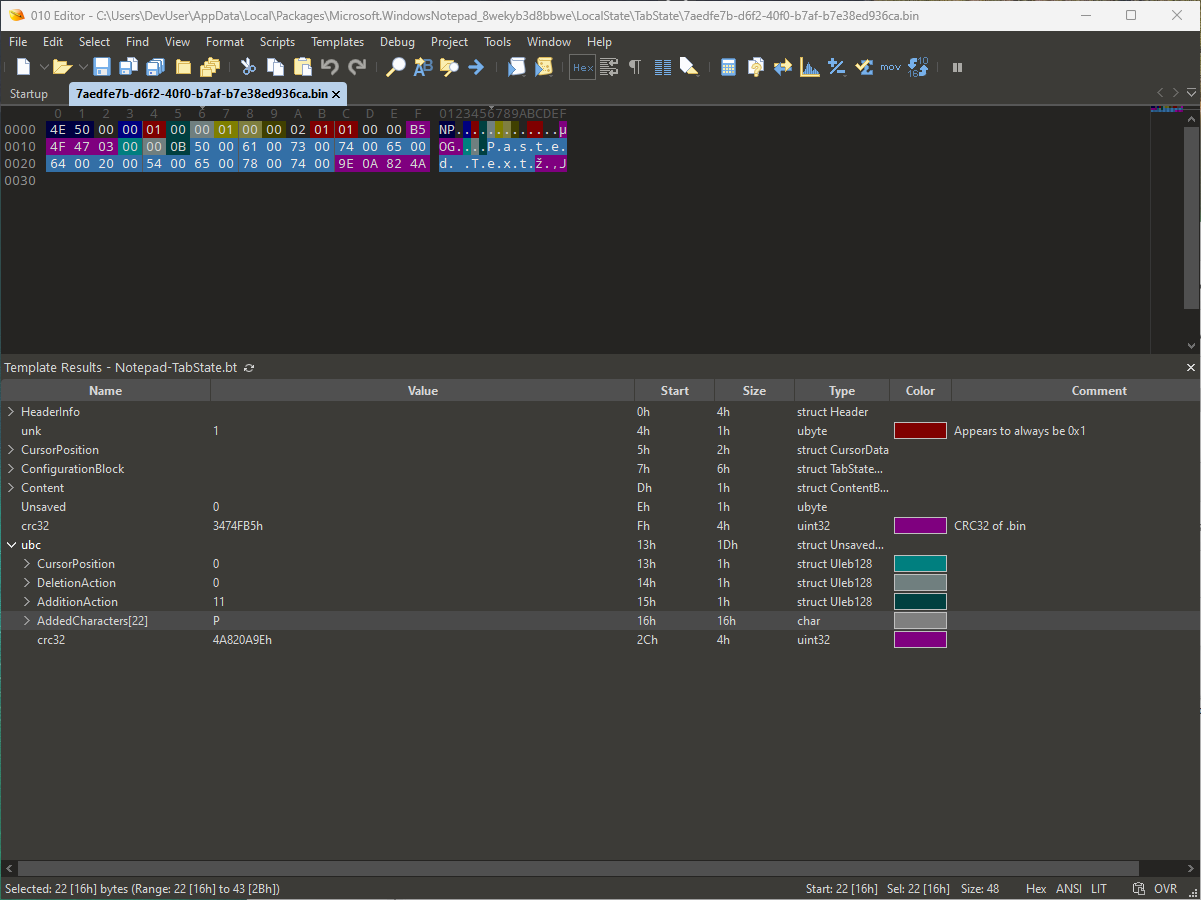 010 Editor - C:\Users\DevUser\AppData\Local\Packages\Microsoft.WindowsNotepad_8wekyb3d8bbwe\LocalState\TabState\7aedfe7b-d6f2-40f0-b7af-b7e38ed936ca.bin
File Edit Select Find View Format Scripts Templates Debug Project Tools Window Help
Hex mov
Startup 7aedfe7b-d6f2-40f0-b7af-b7e38ed936ca.bin
0 1 2 3 4 5 6 7 8 9 A B C D E F 0123456789ABCDEF
0000 4E 50 00 00 01 00 00 01 00 00 02 01 01 00 00 B5 NP.............µ
0010 4F 47 03 00 00 0B 50 00 61 00 73 00 74 00 65 00 OG....P.a.s.t.e.
0020 64 00 20 00 54 00 65 00 78 00 74 00 9E 0A 82 4A d. .T.e.x.t.ž.‚J
0030
Template Results - Notepad-TabState.bt
Name Value Start Size Type Color Comment
HeaderInfo 0h 4h struct Header
unk 1 4h 1h ubyte Appears to always be 0x1
CursorPosition 5h 2h struct CursorData
ConfigurationBlock 7h 6h struct TabState...
Content Dh 1h struct ContentB...
Unsaved 0 Eh 1h ubyte
crc32 3474FB5h Fh 4h uint32 CRC32 of .bin
ubc 13h 1Dh struct Unsaved...
CursorPosition 0 13h 1h struct Uleb128
DeletionAction 0 14h 1h struct Uleb128
AdditionAction 11 15h 1h struct Uleb128
AddedCharacters[22] P 16h 16h char
crc32 4A820A9Eh 2Ch 4h uint32
Selected: 22 [16h] bytes (Range: 22 [16h] to 43 [2Bh]) Start: 22 [16h] Sel: 22 [16h] Size: 48 Hex ANSI LIT OVR